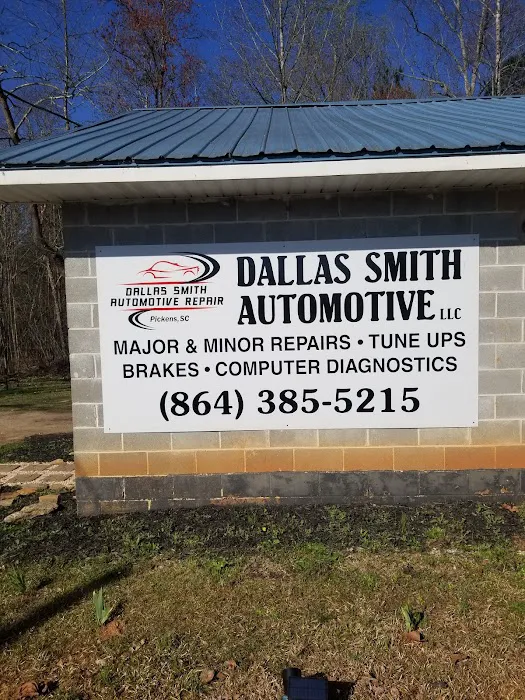 DALLAS SMITH
AUTOMOTIVE REPAIR
Pickens, SC
DALLAS SMITH
AUTOMOTIVE LLC
MAJOR & MINOR REPAIRS • TUNE UPS
BRAKES • COMPUTER DIAGNOSTICS
(864) 385-5215